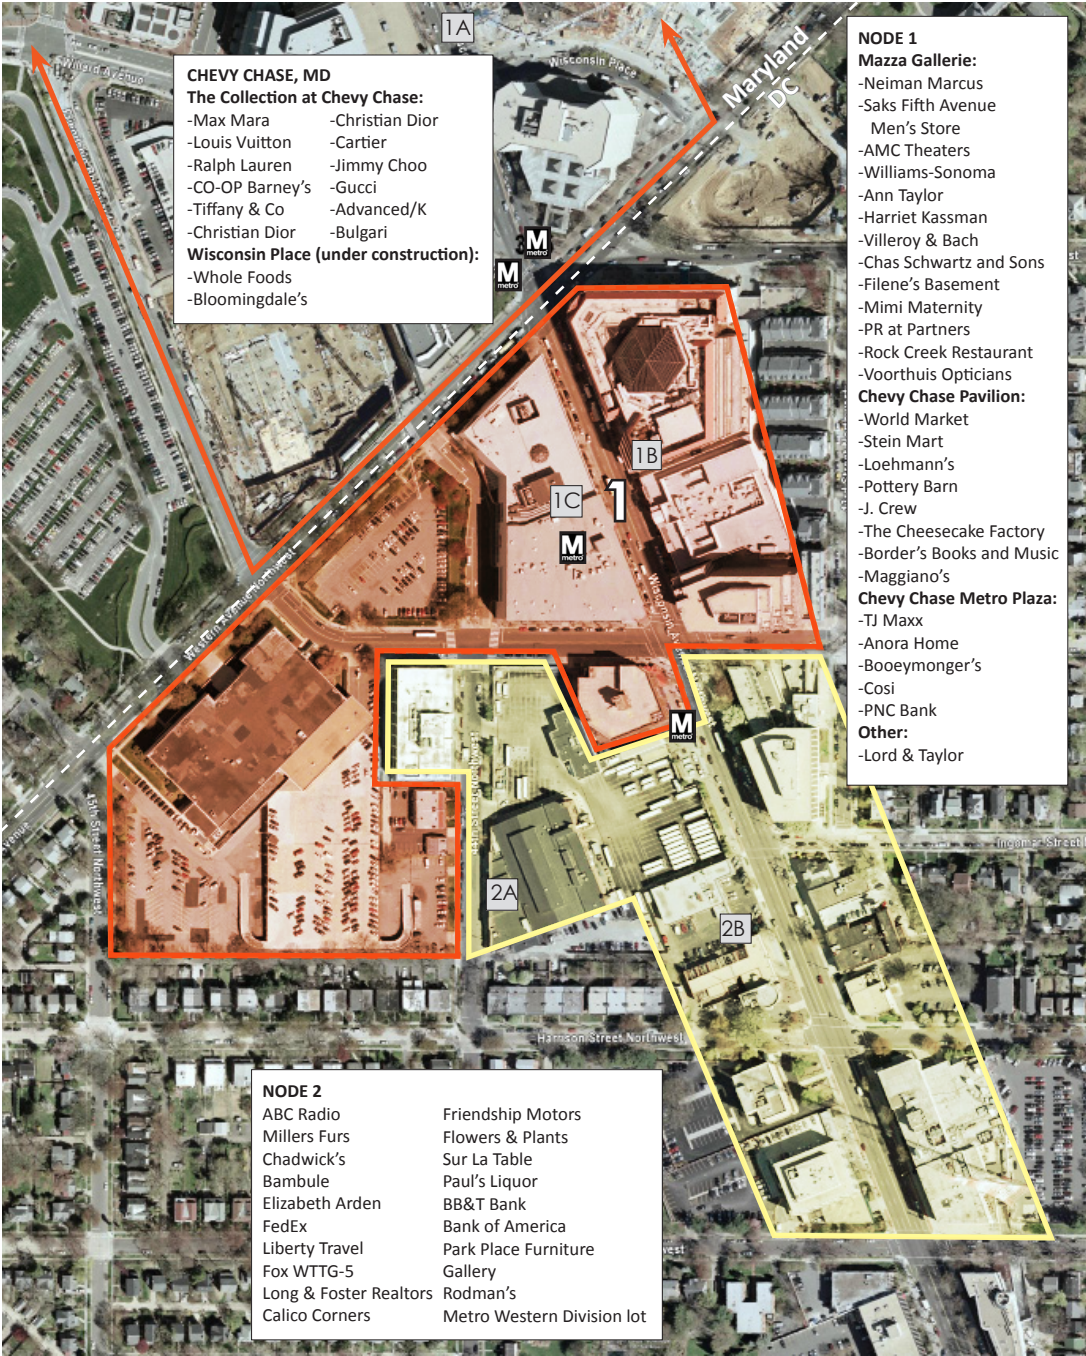 1A
Willard Avenue
Wisconsin Place
Maryland
DC
CHEVY CHASE, MD
The Collection at Chevy Chase:
-Max Mara
-Louis Vuitton
-Ralph Lauren
-CO-OP Barney's
-Tiffany & Co
-Christian Dior
-Christian Dior
-Cartier
-Jimmy Choo
-Gucci
-Advanced/K
-Bulgari
Wisconsin Place (under construction):
-Whole Foods
-Bloomingdale's
NODE 1
Mazza Gallerie:
-Neiman Marcus
-Saks Fifth Avenue
Men's Store
-AMC Theaters
-Williams-Sonoma
-Ann Taylor
-Harriet Kassman
-Villeroy & Bach
-Chas Schwartz and Sons
-Filene's Basement
-Mimi Maternity
-PR at Partners
-Rock Creek Restaurant
-Voorthuis Opticians
Chevy Chase Pavilion:
-World Market
-Stein Mart
-Loehmann's
-Pottery Barn
-J. Crew
-The Cheesecake Factory
-Border's Books and Music
-Maggiano's
Chevy Chase Metro Plaza:
-TJ Maxx
-Anora Home
-Booeymonger's
-Cosi
-PNC Bank
Other:
-Lord & Taylor
M
metro
M
metro
1B
1C
1
M
metro
Wisconsin Av
Western Avenue Northwest
M
metro
45th Street Northwest
Ingomar Street
2A
2B
Harrison Street Northwest
NODE 2
ABC Radio
Millers Furs
Chadwick's
Bambule
Elizabeth Arden
FedEx
Liberty Travel
Fox WTTG-5
Long & Foster Realtors
Calico Corners
Friendship Motors
Flowers & Plants
Sur La Table
Paul's Liquor
BB&T Bank
Bank of America
Park Place Furniture
Gallery
Rodman's
Metro Western Division lot
west